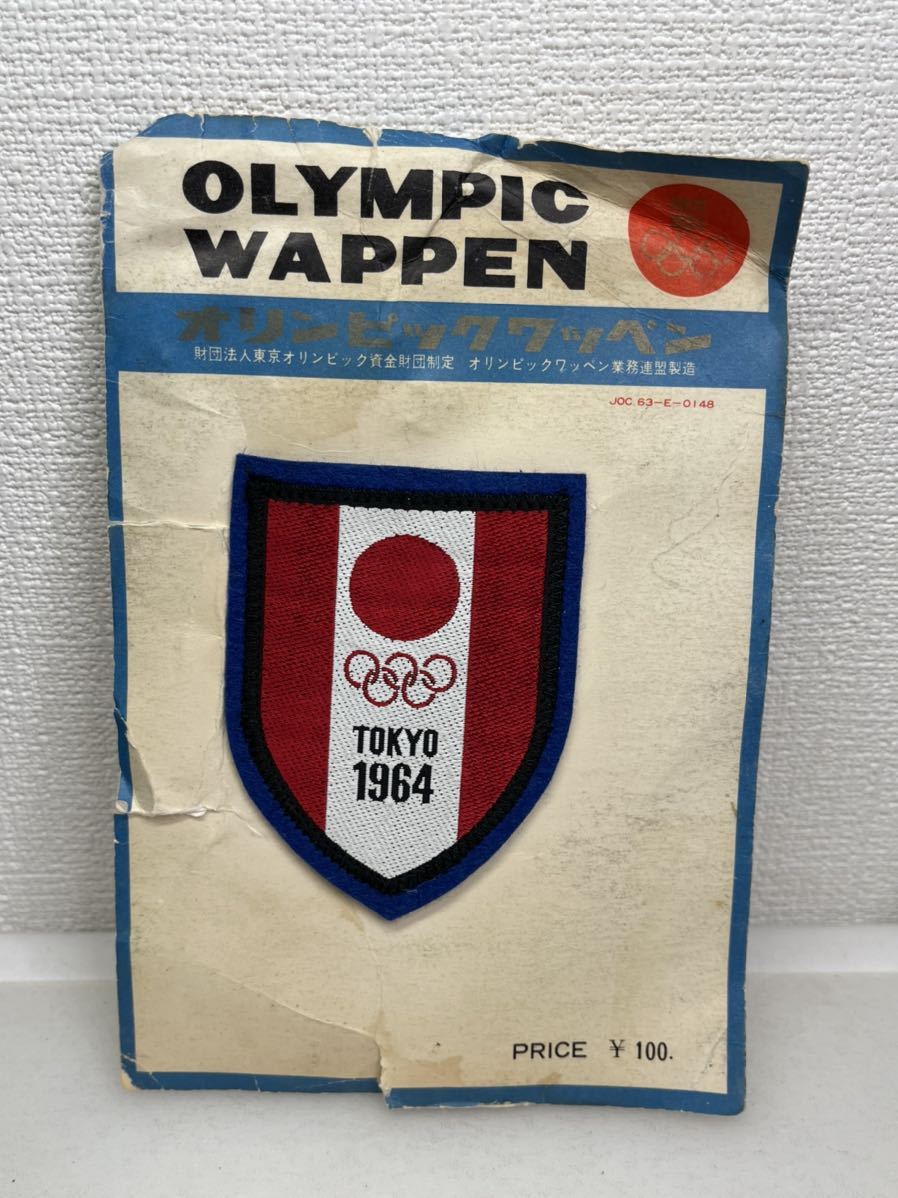 OLYMPIC
WAPPEN
オリンピックワッペン
財団法人東京オリンピック資金財団制定 オリンピックワッペン業務連盟製造
JOC. 63-E-0148
TOKYO
1964
PRICE ¥ 100.